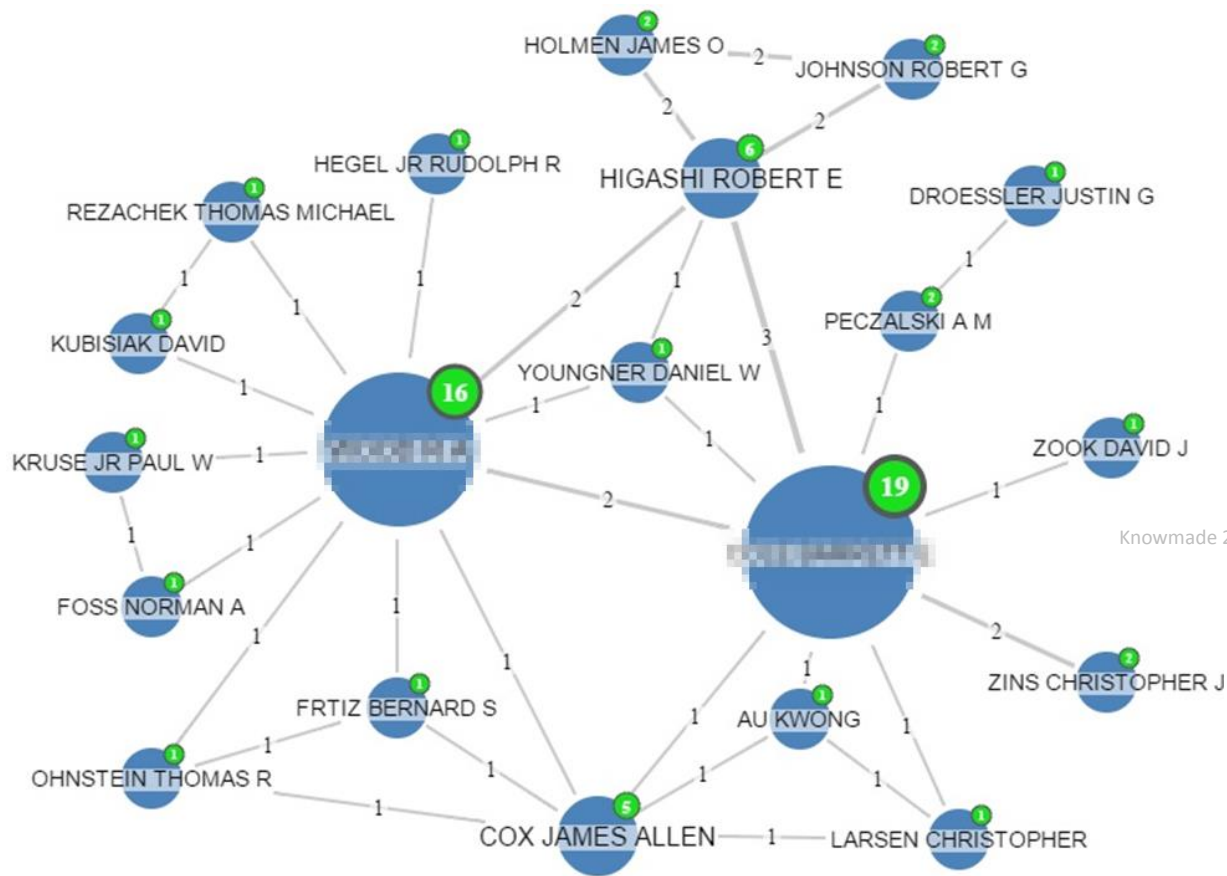 2
HOLMEN JAMES O
2
2
JOHNSON ROBERT G
2
2
1
HEGEL JR RUDOLPH R
6
HIGASHI ROBERT E
1
DROESSLER JUSTIN G
1
REZACHEK THOMAS MICHAEL
1
1
1
1
2
1
2
PECZALSKI A M
1
KUBISIAK DAVID
3
1
YOUNGNER DANIEL W
1
16
1
1
1
1
ZOOK DAVID J
1
KRUSE JR PAUL W
1
19
1
2
1
1
Knowmade 2
1
FOSS NORMAN A
1
1
2
2
ZINS CHRISTOPHER J
1
1
1
FRTIZ BERNARD S
1
1
AU KWONG
1
1
OHNSTEIN THOMAS R
1
1
1
1
1
5
COX JAMES ALLEN
1
1
LARSEN CHRISTOPHER